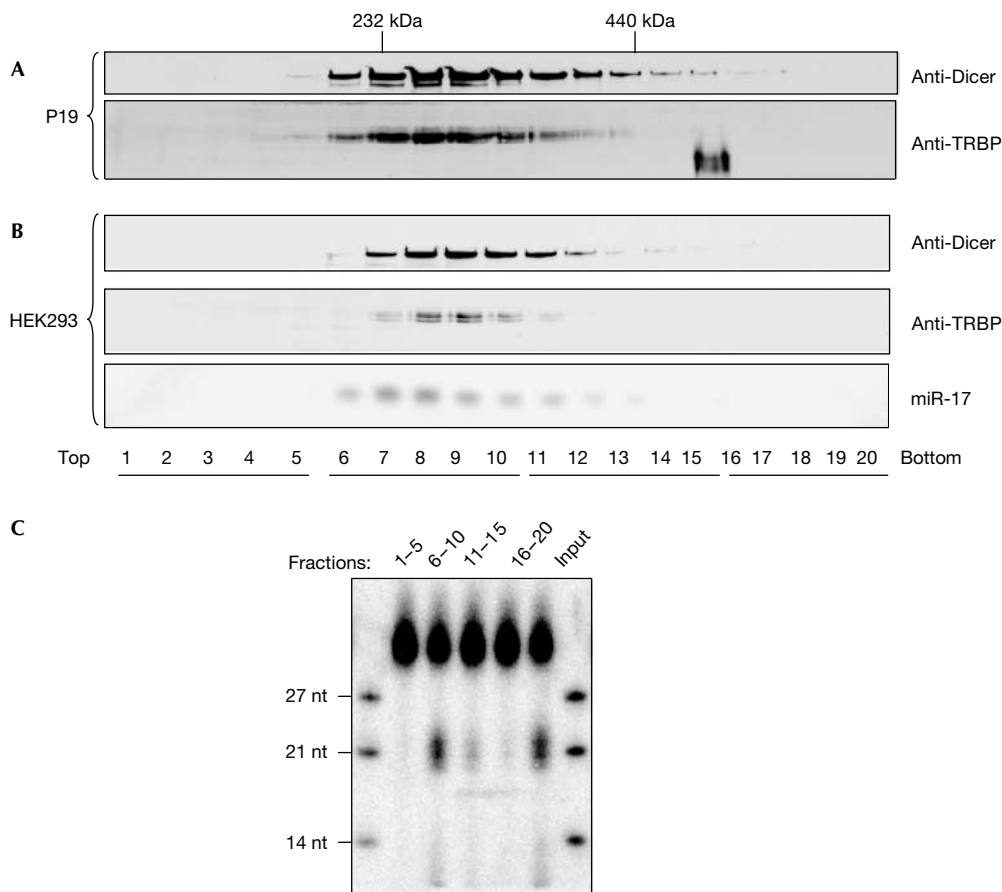 232 kDa 440 kDa
A
P19
Anti-Dicer
Anti-TRBP
B
HEK293
Anti-Dicer
Anti-TRBP
miR-17
Top 1 2 3 4 5 6 7 8 9 10 11 12 13 14 15 16 17 18 19 20 Bottom
C
Fractions: 1–5 6–10 11–15 16–20 Input
27 nt
21 nt
14 nt